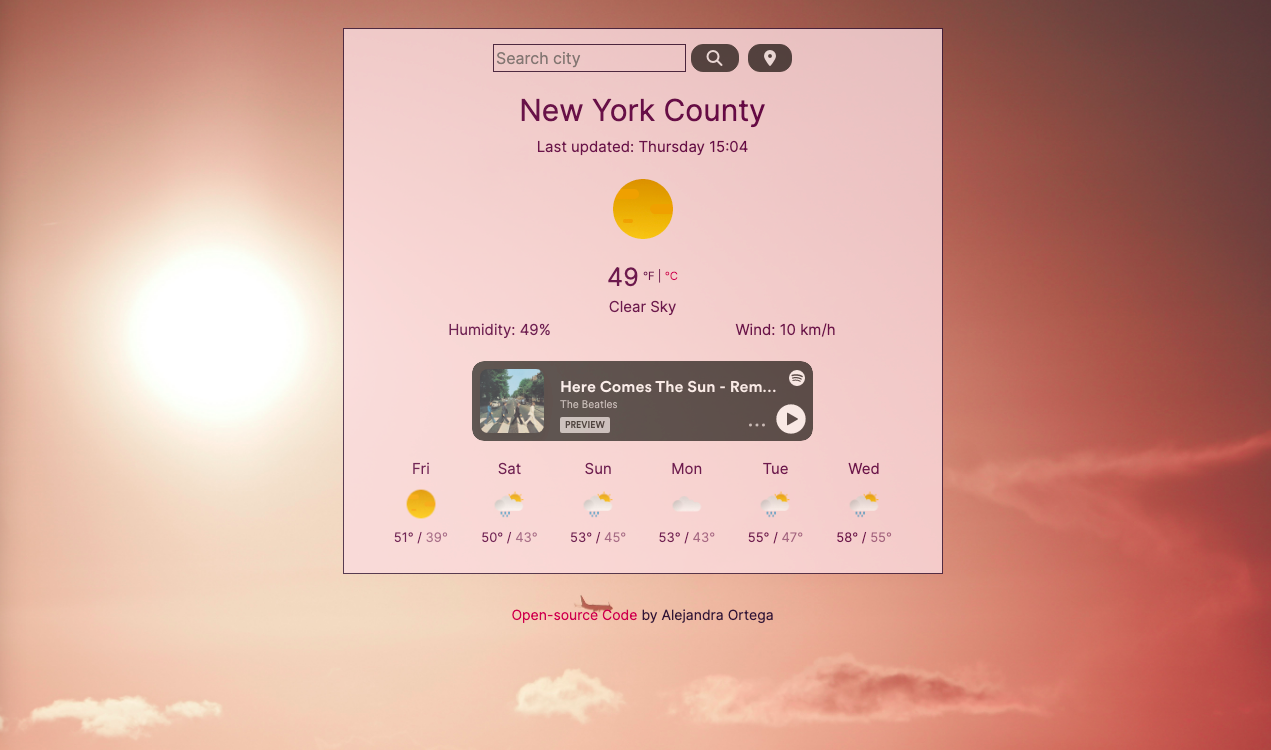 Search city
New York County
Last updated: Thursday 15:04
49 °F | °C
Clear Sky
Humidity: 49% Wind: 10 km/h
Here Comes The Sun - Rem...
The Beatles
PREVIEW
Fri Sat Sun Mon Tue Wed
51° / 39° 50° / 43° 53° / 45° 53° / 43° 55° / 47° 58° / 55°
Open-source Code by Alejandra Ortega